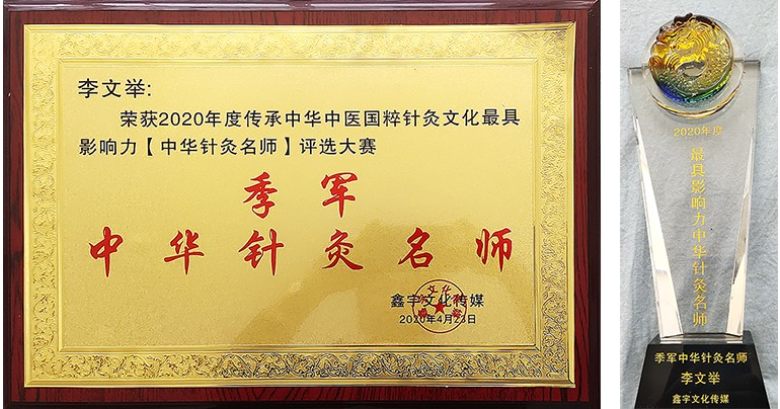 李文举:
荣获2020年度传承中华中医国粹针灸文化最具
影响力【中华针灸名师】评选大赛
季军
中华针灸名师
鑫宇文化传媒
2020年4月23日
2020年度
最具影响力中华针灸名师
季军中华针灸名师
李文举
鑫宇文化传媒